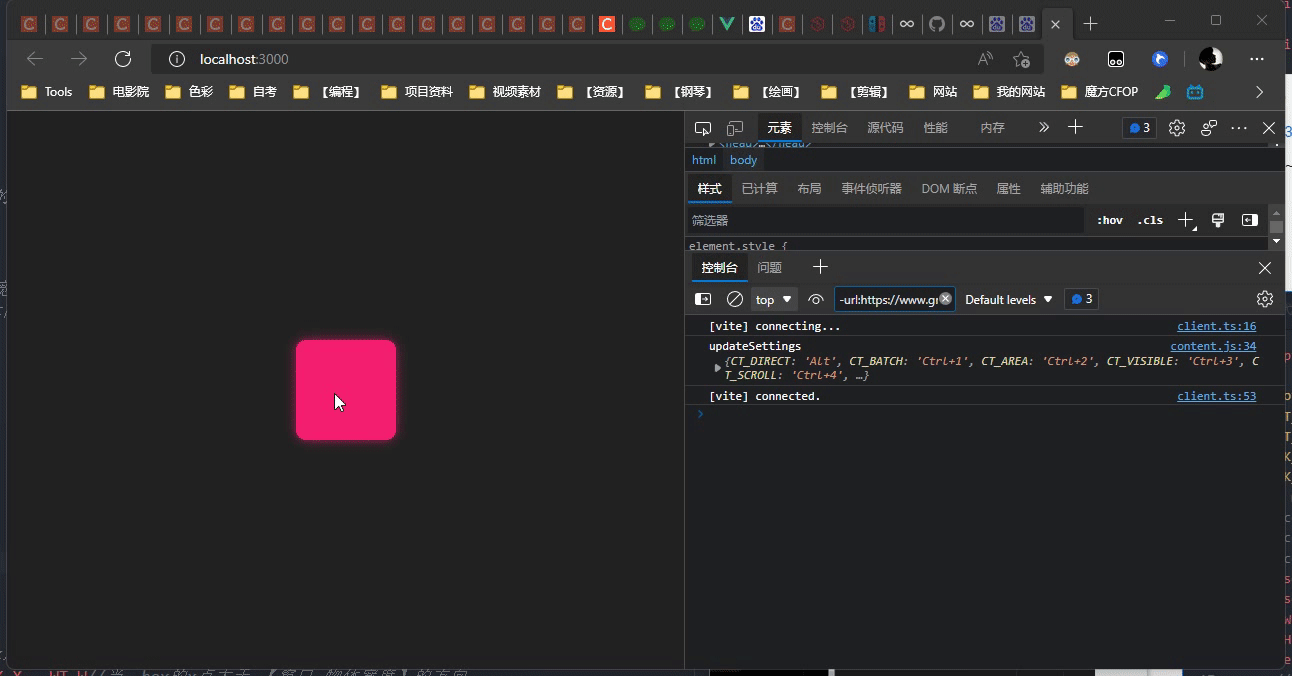 localhost:3000
Tools 电影院 色彩 自考 【编程】 项目资料 视频素材 【资源】 【钢琴】 【绘画】 【剪辑】 网站 我的网站 魔方CFOP
元素 控制台 源代码 性能 内存 3
html body
样式 已计算 布局 事件侦听器 DOM 断点 属性 辅助功能
筛选器 :hov .cls
element.style {
控制台 问题
top -url:https://www.gr Default levels 3
[vite] connecting... client.ts:16
updateSettings content.js:34
{CT_DIRECT: 'Alt', CT_BATCH: 'Ctrl+1', CT_AREA: 'Ctrl+2', CT_VISIBLE: 'Ctrl+3', C
T_SCROLL: 'Ctrl+4', …}
[vite] connected. client.ts:53